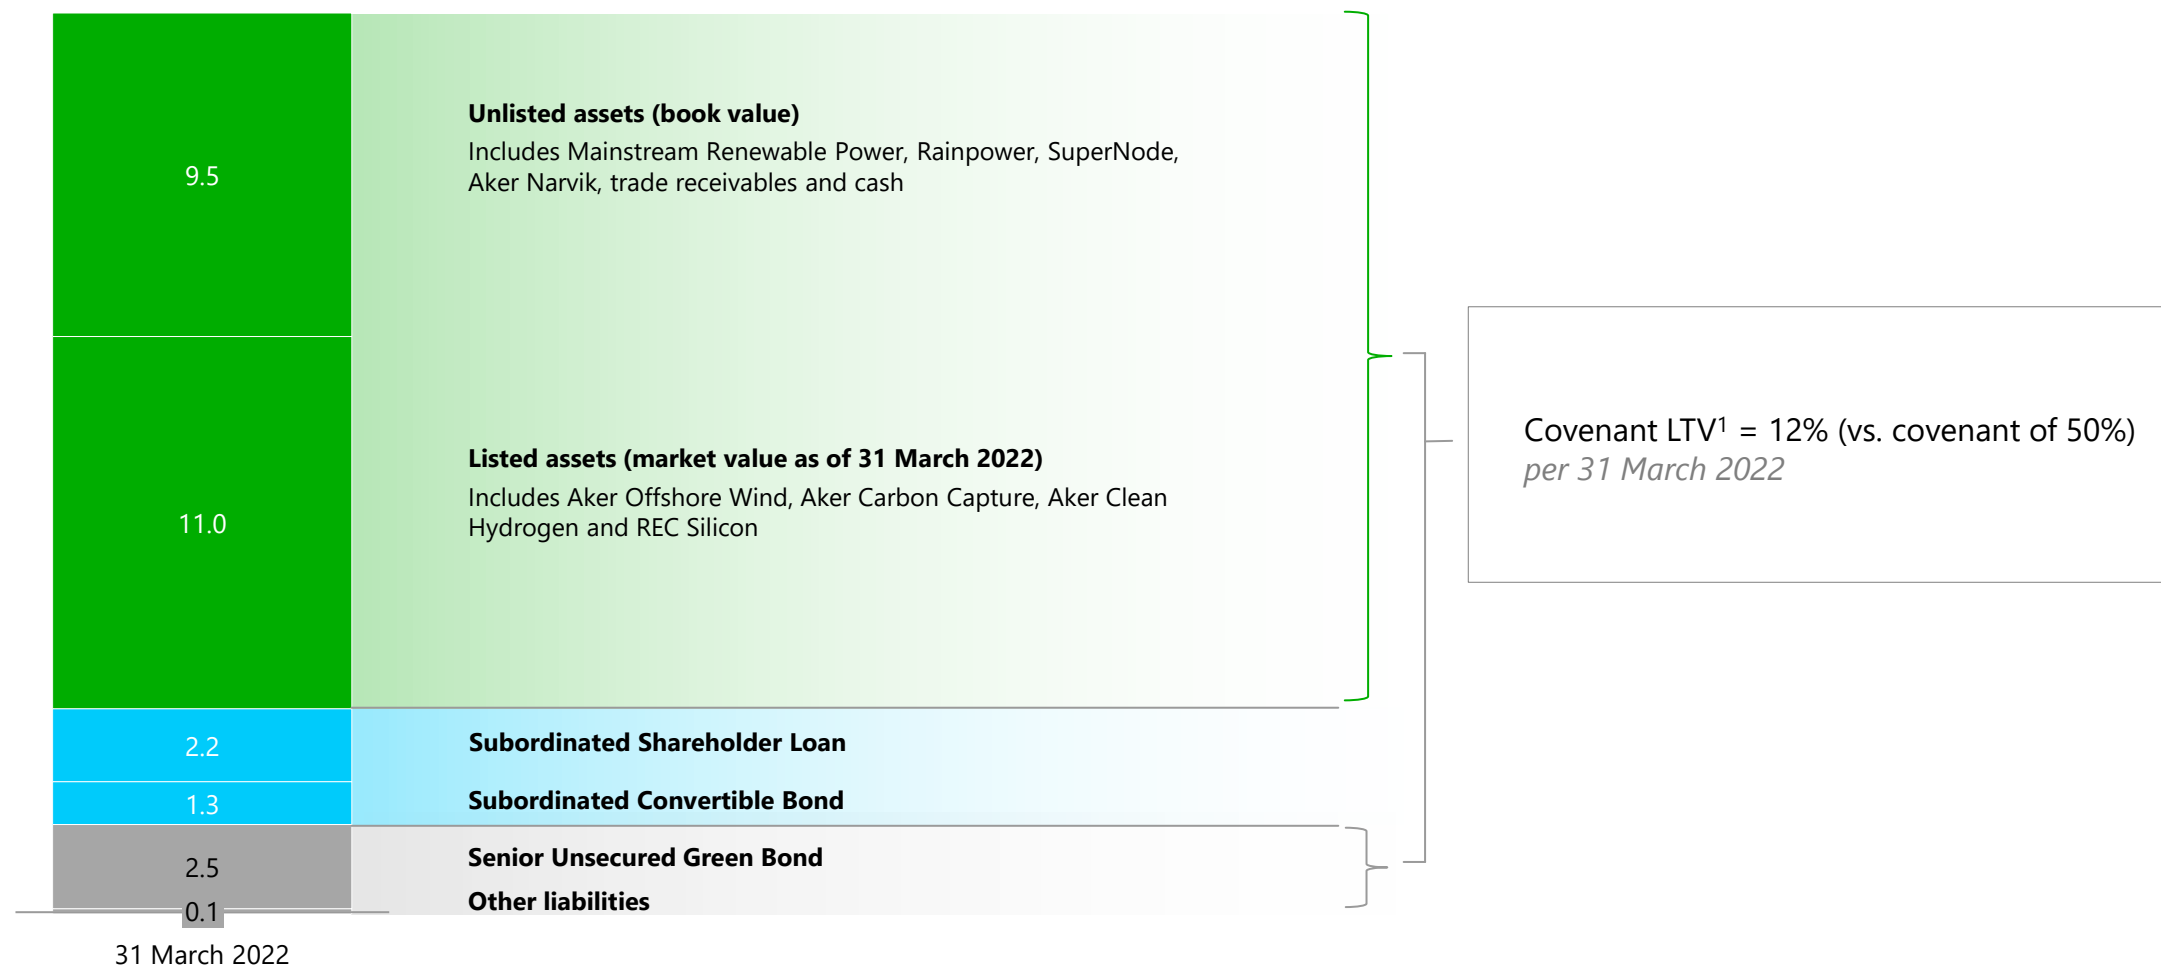 9.5
Unlisted assets (book value)
Includes Mainstream Renewable Power, Rainpower, SuperNode,
Aker Narvik, trade receivables and cash
11.0
Listed assets (market value as of 31 March 2022)
Includes Aker Offshore Wind, Aker Carbon Capture, Aker Clean
Hydrogen and REC Silicon
Covenant LTV¹ = 12% (vs. covenant of 50%)
per 31 March 2022
2.2
Subordinated Shareholder Loan
1.3
Subordinated Convertible Bond
2.5
Senior Unsecured Green Bond
0.1
Other liabilities
31 March 2022